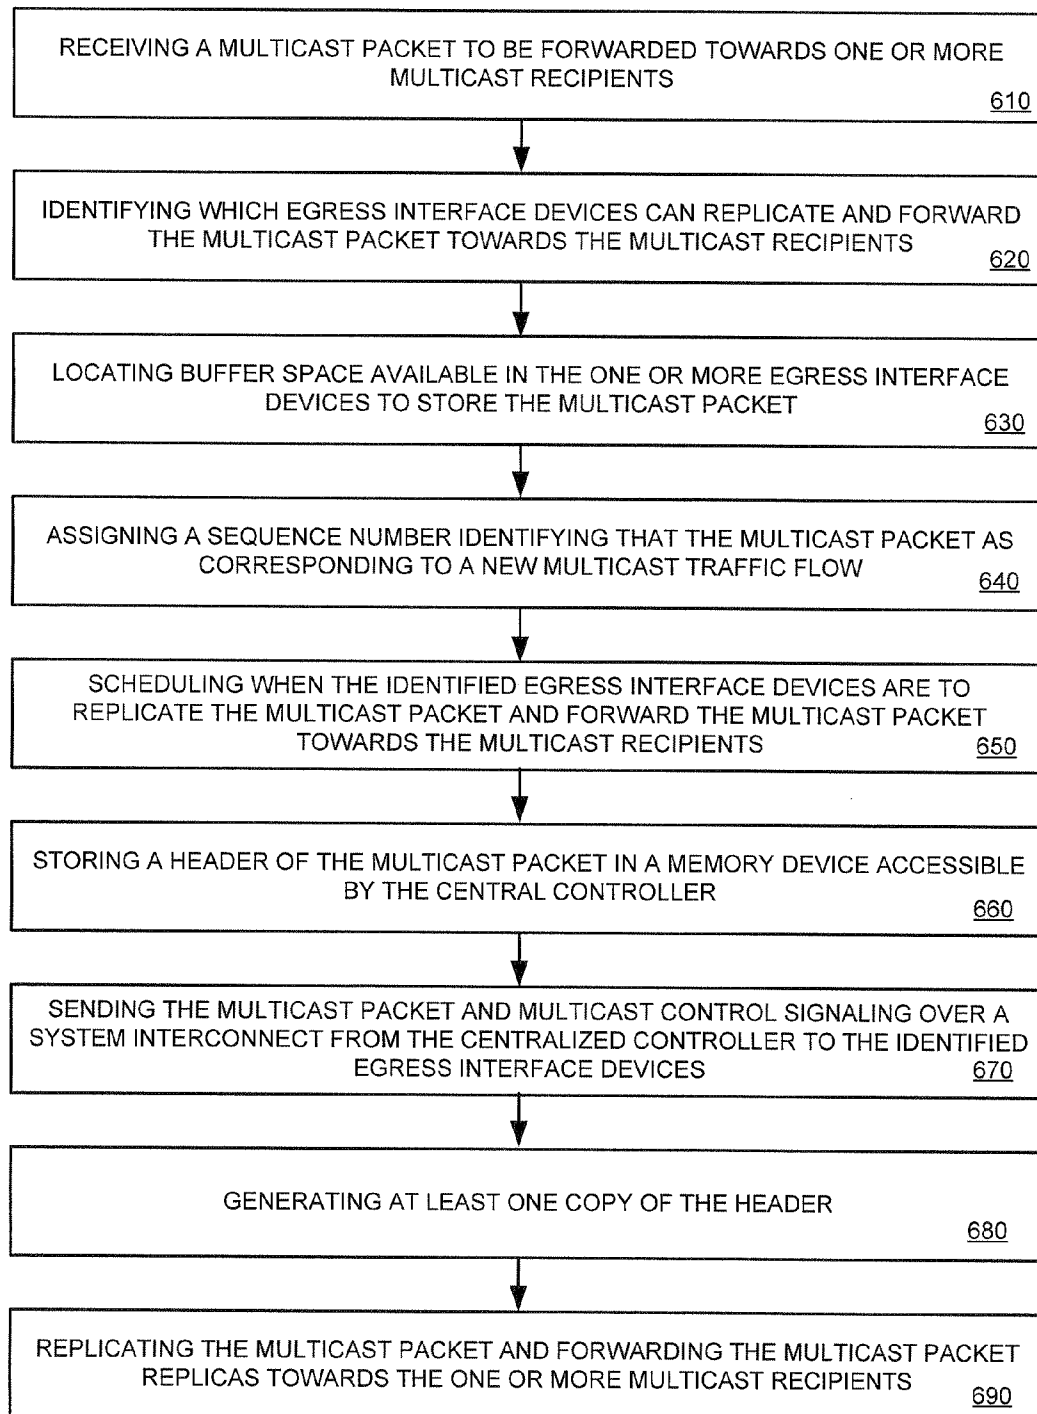 RECEIVING A MULTICAST PACKET TO BE FORWARDED TOWARDS ONE OR MORE
MULTICAST RECIPIENTS
610
IDENTIFYING WHICH EGRESS INTERFACE DEVICES CAN REPLICATE AND FORWARD
THE MULTICAST PACKET TOWARDS THE MULTICAST RECIPIENTS
620
LOCATING BUFFER SPACE AVAILABLE IN THE ONE OR MORE EGRESS INTERFACE
DEVICES TO STORE THE MULTICAST PACKET
630
ASSIGNING A SEQUENCE NUMBER IDENTIFYING THAT THE MULTICAST PACKET AS
CORRESPONDING TO A NEW MULTICAST TRAFFIC FLOW
640
SCHEDULING WHEN THE IDENTIFIED EGRESS INTERFACE DEVICES ARE TO
REPLICATE THE MULTICAST PACKET AND FORWARD THE MULTICAST PACKET
TOWARDS THE MULTICAST RECIPIENTS
650
STORING A HEADER OF THE MULTICAST PACKET IN A MEMORY DEVICE ACCESSIBLE
BY THE CENTRAL CONTROLLER
660
SENDING THE MULTICAST PACKET AND MULTICAST CONTROL SIGNALING OVER A
SYSTEM INTERCONNECT FROM THE CENTRALIZED CONTROLLER TO THE IDENTIFIED
EGRESS INTERFACE DEVICES
670
GENERATING AT LEAST ONE COPY OF THE HEADER
680
REPLICATING THE MULTICAST PACKET AND FORWARDING THE MULTICAST PACKET
REPLICAS TOWARDS THE ONE OR MORE MULTICAST RECIPIENTS
690